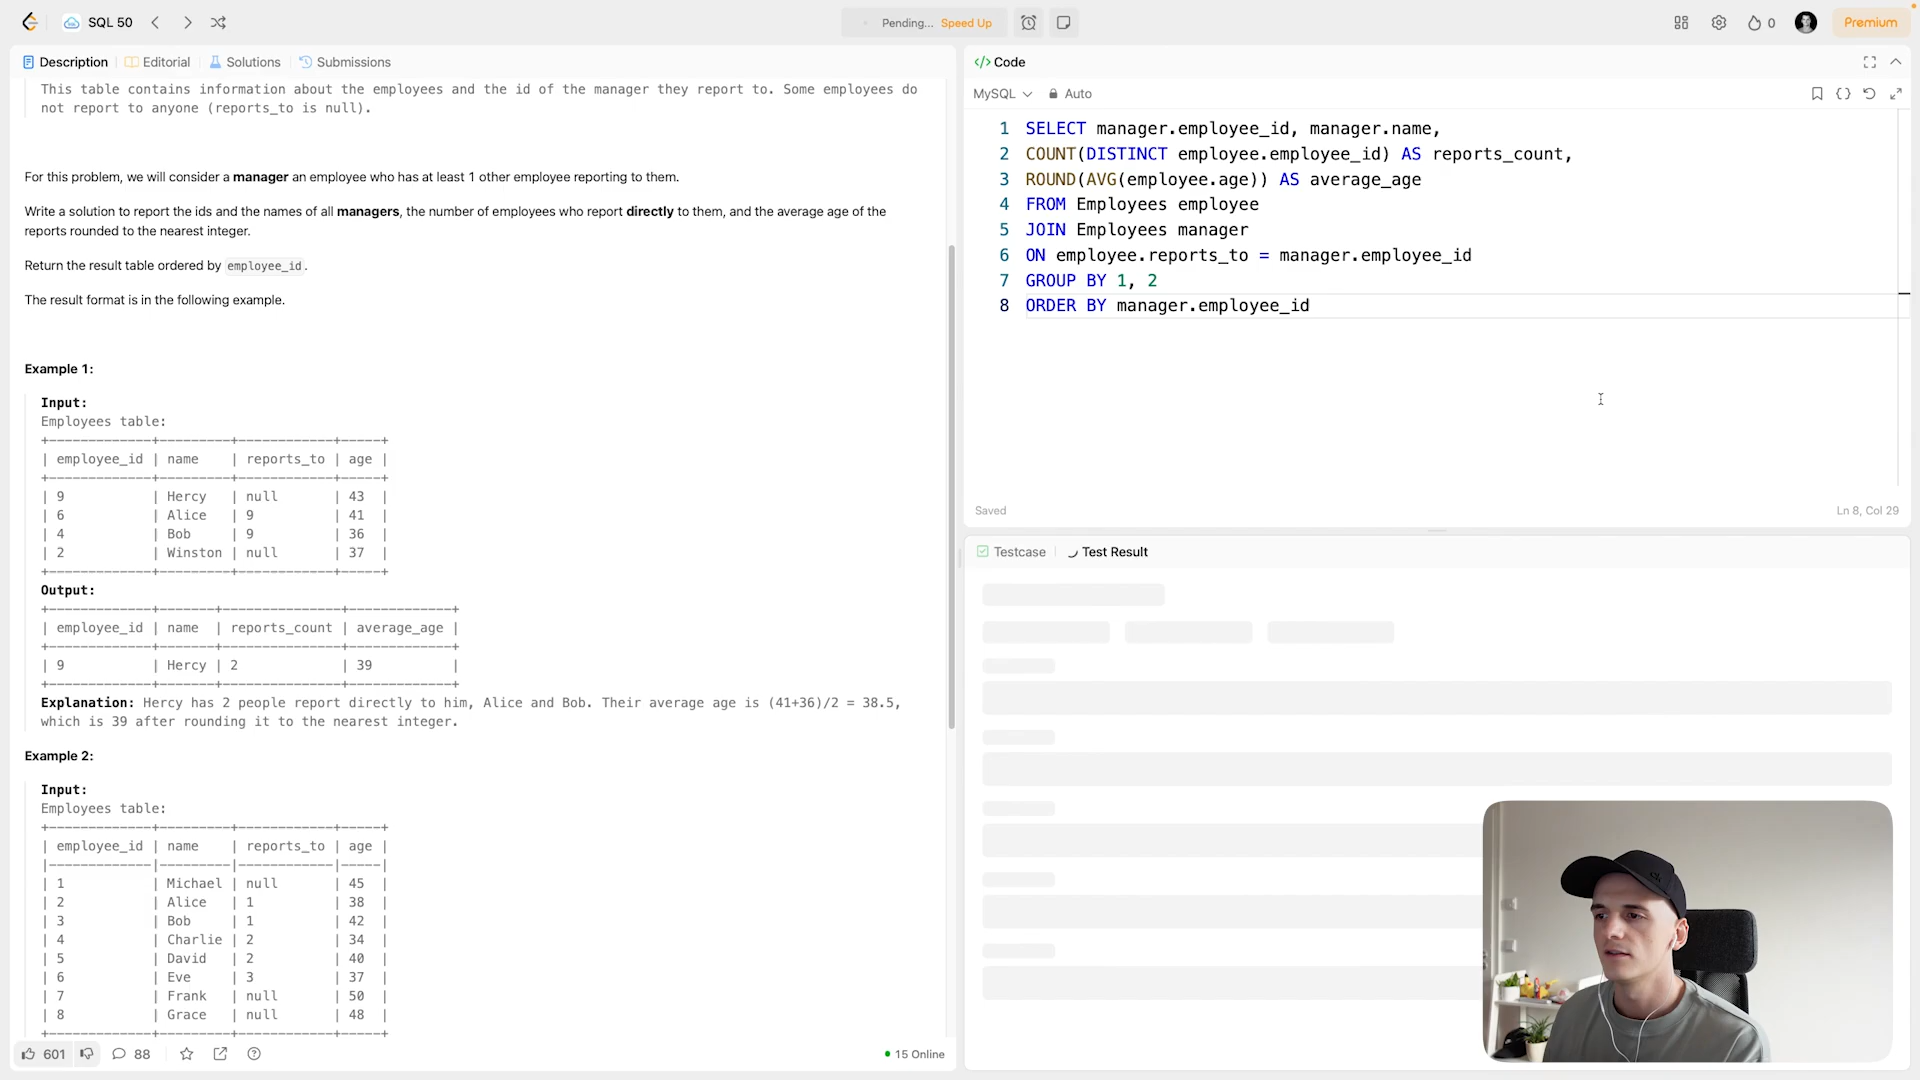 SQL 50
Pending... Speed Up
0
Premium
Description
Editorial
Solutions
Submissions
This table contains information about the employees and the id of the manager they report to. Some employees do
not report to anyone (reports_to is null).
For this problem, we will consider a manager an employee who has at least 1 other employee reporting to them.
Write a solution to report the ids and the names of all managers, the number of employees who report directly to them, and the average age of the
reports rounded to the nearest integer.
Return the result table ordered by employee_id.
The result format is in the following example.
Example 1:
Input:
Employees table:
+-------------+---------+------------+-----+
| employee_id | name    | reports_to | age |
+-------------+---------+------------+-----+
| 9           | Hercy   | null       | 43  |
| 6           | Alice   | 9          | 41  |
| 4           | Bob     | 9          | 36  |
| 2           | Winston | null       | 37  |
+-------------+---------+------------+-----+
Output:
+-------------+-------+---------------+-------------+
| employee_id | name  | reports_count | average_age |
+-------------+-------+---------------+-------------+
| 9           | Hercy | 2             | 39          |
+-------------+-------+---------------+-------------+
Explanation: Hercy has 2 people report directly to him, Alice and Bob. Their average age is (41+36)/2 = 38.5,
which is 39 after rounding it to the nearest integer.
Example 2:
Input:
Employees table:
+-------------+---------+------------+-----+
| employee_id | name    | reports_to | age |
|-------------|---------|------------|-----|
| 1           | Michael | null       | 45  |
| 2           | Alice   | 1          | 38  |
| 3           | Bob     | 1          | 42  |
| 4           | Charlie | 2          | 34  |
| 5           | David   | 2          | 40  |
| 6           | Eve     | 3          | 37  |
| 7           | Frank   | null       | 50  |
| 8           | Grace   | null       | 48  |
+-------------+---------+------------+-----+
601
88
15 Online
</> Code
MySQL
Auto
1 SELECT manager.employee_id, manager.name,
2 COUNT(DISTINCT employee.employee_id) AS reports_count,
3 ROUND(AVG(employee.age)) AS average_age
4 FROM Employees employee
5 JOIN Employees manager
6 ON employee.reports_to = manager.employee_id
7 GROUP BY 1, 2
8 ORDER BY manager.employee_id
Saved
Ln 8, Col 29
Testcase
Test Result